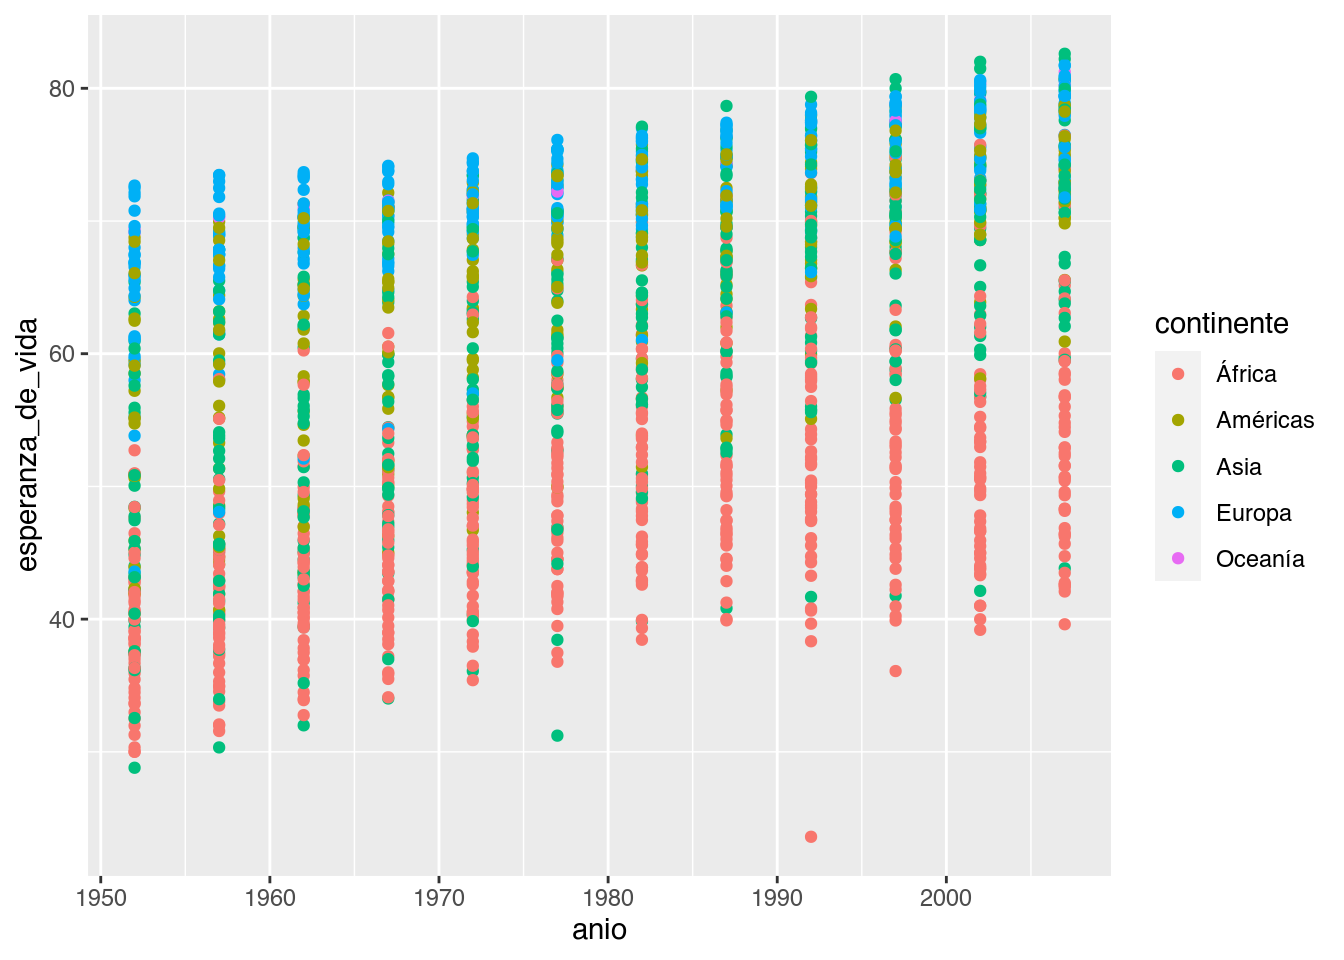 esperanza_de_vida
80
60
40
1950
1960
1970
1980
1990
2000
anio
continente
África
Américas
Asia
Europa
Oceanía